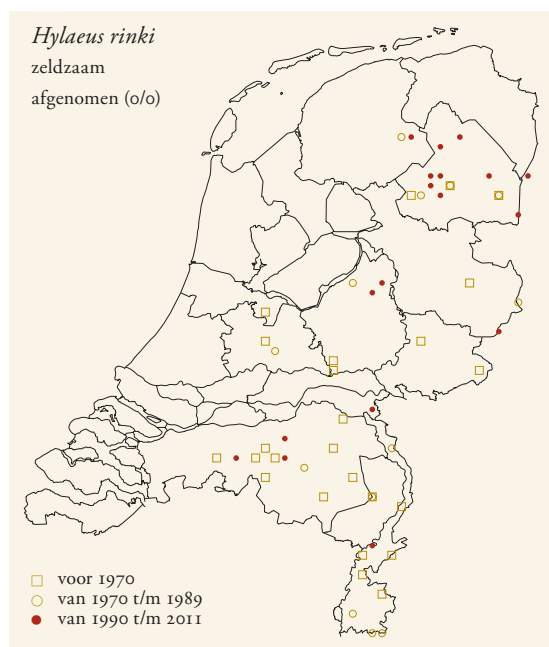 Hylaeus rinki
zeldzaam
afgenomen (0/0)
voor 1970
van 1970 t/m 1989
van 1990 t/m 2011